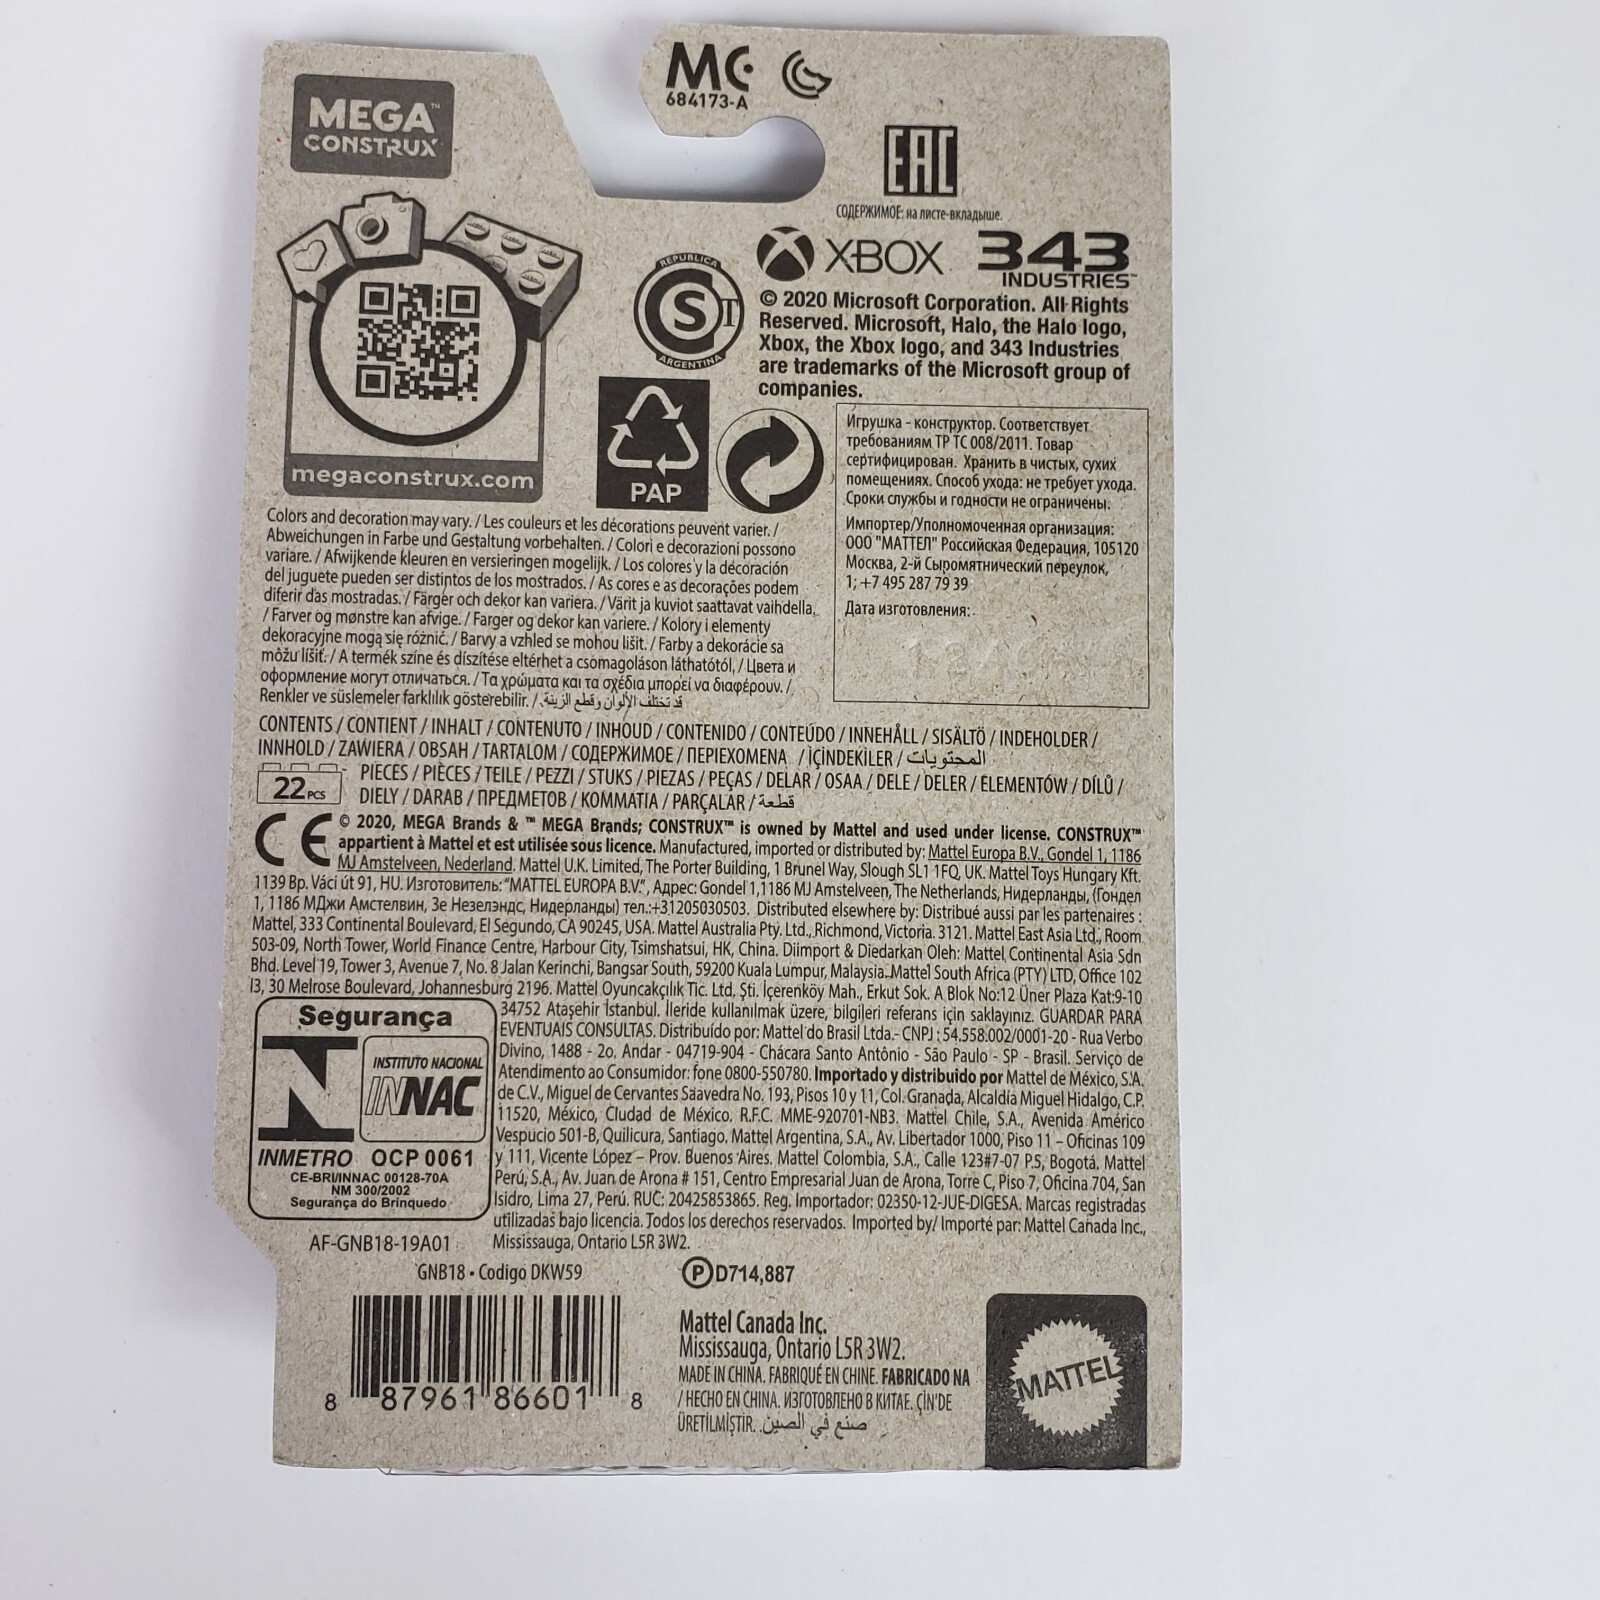 MEGA™
CONSTRUX
MC
684173-A
EAC
СОДЕРЖИМОЕ: на листе-вкладыше.
XBOX
343
INDUSTRIES™
REPUBLICA
S
T
ARGENTINA
© 2020 Microsoft Corporation. All Rights
Reserved. Microsoft, Halo, the Halo logo,
Xbox, the Xbox logo, and 343 Industries
are trademarks of the Microsoft group of
companies.
megaconstrux.com
PAP
Игрушка - конструктор. Соответствует
требованиям ТР ТС 008/2011. Товар
сертифицирован. Хранить в чистых, сухих
помещениях. Способ ухода: не требует ухода.
Сроки службы и годности не ограничены.
Импортер/Уполномоченная организация:
ООО "МАТТЕЛ" Российская Федерация, 105120
Москва, 2-й Сыромятнический переулок,
1; +7 495 287 79 39
Дата изготовления:
Colors and decoration may vary. / Les couleurs et les décorations peuvent varier. /
Abweichungen in Farbe und Gestaltung vorbehalten. / Colori e decorazioni possono
variare. / Afwijkende kleuren en versieringen mogelijk. / Los colores y la decoración
del juguete pueden ser distintos de los mostrados. / As cores e as decorações podem
diferir das mostradas. / Färger och dekor kan variera. / Värit ja kuviot saattavat vaihdella.
/ Farver og mønstre kan afvige. / Farger og dekor kan variere. / Kolory i elementy
dekoracyjne mogą się różnić. / Barvy a vzhled se mohou lišit. / Farby a dekorácie sa
môžu líšiť. / A termék színe és díszítése eltérhet a csomagoláson láthatótól. / Цвета и
оформление могут отличаться. / Τα χρώματα και τα σχέδια μπορεί να διαφέρουν. /
Renkler ve süslemeler farklılık gösterebilir. / قد تختلف الألوان وقطع الزينة.
CONTENTS / CONTIENT / INHALT / CONTENUTO / INHOUD / CONTENIDO / CONTEÚDO / INNEHÅLL / SISÄLTÖ / INDEHOLDER /
INNHOLD / ZAWIERA / OBSAH / TARTALOM / СОДЕРЖИМОЕ / ΠΕΡΙΕΧΟΜΕΝΑ / İÇİNDEKİLER / المحتويات
22 PCS
PIECES / PIÈCES / TEILE / PEZZI / STUKS / PIEZAS / PEÇAS / DELAR / OSAA / DELE / DELER / ELEMENTÓW / DÍLŮ /
DIELY / DARAB / ПРЕДМЕТОВ / ΚΟΜΜΑΤΙΑ / PARÇALAR / قطعة
CE © 2020, MEGA Brands & ™ MEGA Brands; CONSTRUX™ is owned by Mattel and used under license. CONSTRUX™
appartient à Mattel et est utilisée sous licence. Manufactured, imported or distributed by: Mattel Europa B.V., Gondel 1, 1186
MJ Amstelveen, Nederland. Mattel U.K. Limited, The Porter Building, 1 Brunel Way, Slough SL1 1FQ, UK. Mattel Toys Hungary Kft.
1139 Bp. Váci út 91, HU. Изготовитель: "MATTEL EUROPA B.V.", Адрес: Gondel 1,1186 MJ Amstelveen, The Netherlands, Нидерланды, (Гондел
1, 1186 МДжи Амстелвин, Зе Незелэндс, Нидерланды) тел.:+31205030503. Distributed elsewhere by: Distribué aussi par les partenaires :
Mattel, 333 Continental Boulevard, El Segundo, CA 90245, USA. Mattel Australia Pty. Ltd., Richmond, Victoria. 3121. Mattel East Asia Ltd., Room
503-09, North Tower, World Finance Centre, Harbour City, Tsimshatsui, HK, China. Diimport & Diedarkan Oleh: Mattel Continental Asia Sdn
Bhd. Level 19, Tower 3, Avenue 7, No. 8 Jalan Kerinchi, Bangsar South, 59200 Kuala Lumpur, Malaysia. Mattel South Africa (PTY) LTD, Office 102
I3, 30 Melrose Boulevard, Johannesburg 2196. Mattel Oyuncakçılık Tic. Ltd. Şti. İçerenköy Mah., Erkut Sok. A Blok No:12 Üner Plaza Kat:9-10
34752 Ataşehir İstanbul. İleride kullanılmak üzere, bilgileri referans için saklayınız. GUARDAR PARA
EVENTUAIS CONSULTAS. Distribuído por: Mattel do Brasil Ltda.- CNPJ : 54.558.002/0001-20 - Rua Verbo
Divino, 1488 - 2o. Andar - 04719-904 - Chácara Santo Antônio - São Paulo - SP - Brasil. Serviço de
Atendimento ao Consumidor: fone 0800-550780. Importado y distribuido por Mattel de México, S.A.
de C.V., Miguel de Cervantes Saavedra No. 193, Pisos 10 y 11, Col. Granada, Alcaldía Miguel Hidalgo, C.P.
11520, México, Ciudad de México. R.F.C. MME-920701-NB3. Mattel Chile, S.A., Avenida Américo
Vespucio 501-B, Quilicura, Santiago. Mattel Argentina, S.A., Av. Libertador 1000, Piso 11 – Oficinas 109
y 111, Vicente López – Prov. Buenos Aires. Mattel Colombia, S.A., Calle 123#7-07 P.5, Bogotá. Mattel
Perú, S.A., Av. Juan de Arona # 151, Centro Empresarial Juan de Arona, Torre C, Piso 7, Oficina 704, San
Isidro, Lima 27, Perú. RUC: 20425853865. Reg. Importador: 02350-12-JUE-DIGESA. Marcas registradas
utilizadas bajo licencia. Todos los derechos reservados. Imported by/ Importé par: Mattel Canada Inc.,
Mississauga, Ontario L5R 3W2.
Segurança
INSTITUTO NACIONAL
INNAC
INMETRO OCP 0061
CE-BRI/INNAC 00128-70A
NM 300/2002
Segurança do Brinquedo
AF-GNB18-19A01
GNB18 • Codigo DKW59
8 87961 86601 8
Ⓟ D714,887
Mattel Canada Inc.
Mississauga, Ontario L5R 3W2.
MADE IN CHINA. FABRIQUÉ EN CHINE. FABRICADO NA
/ HECHO EN CHINA. ИЗГОТОВЛЕНО В КИТАЕ. ÇİN'DE
ÜRETİLMİŞTİR. صنع في الصين.
MATTEL